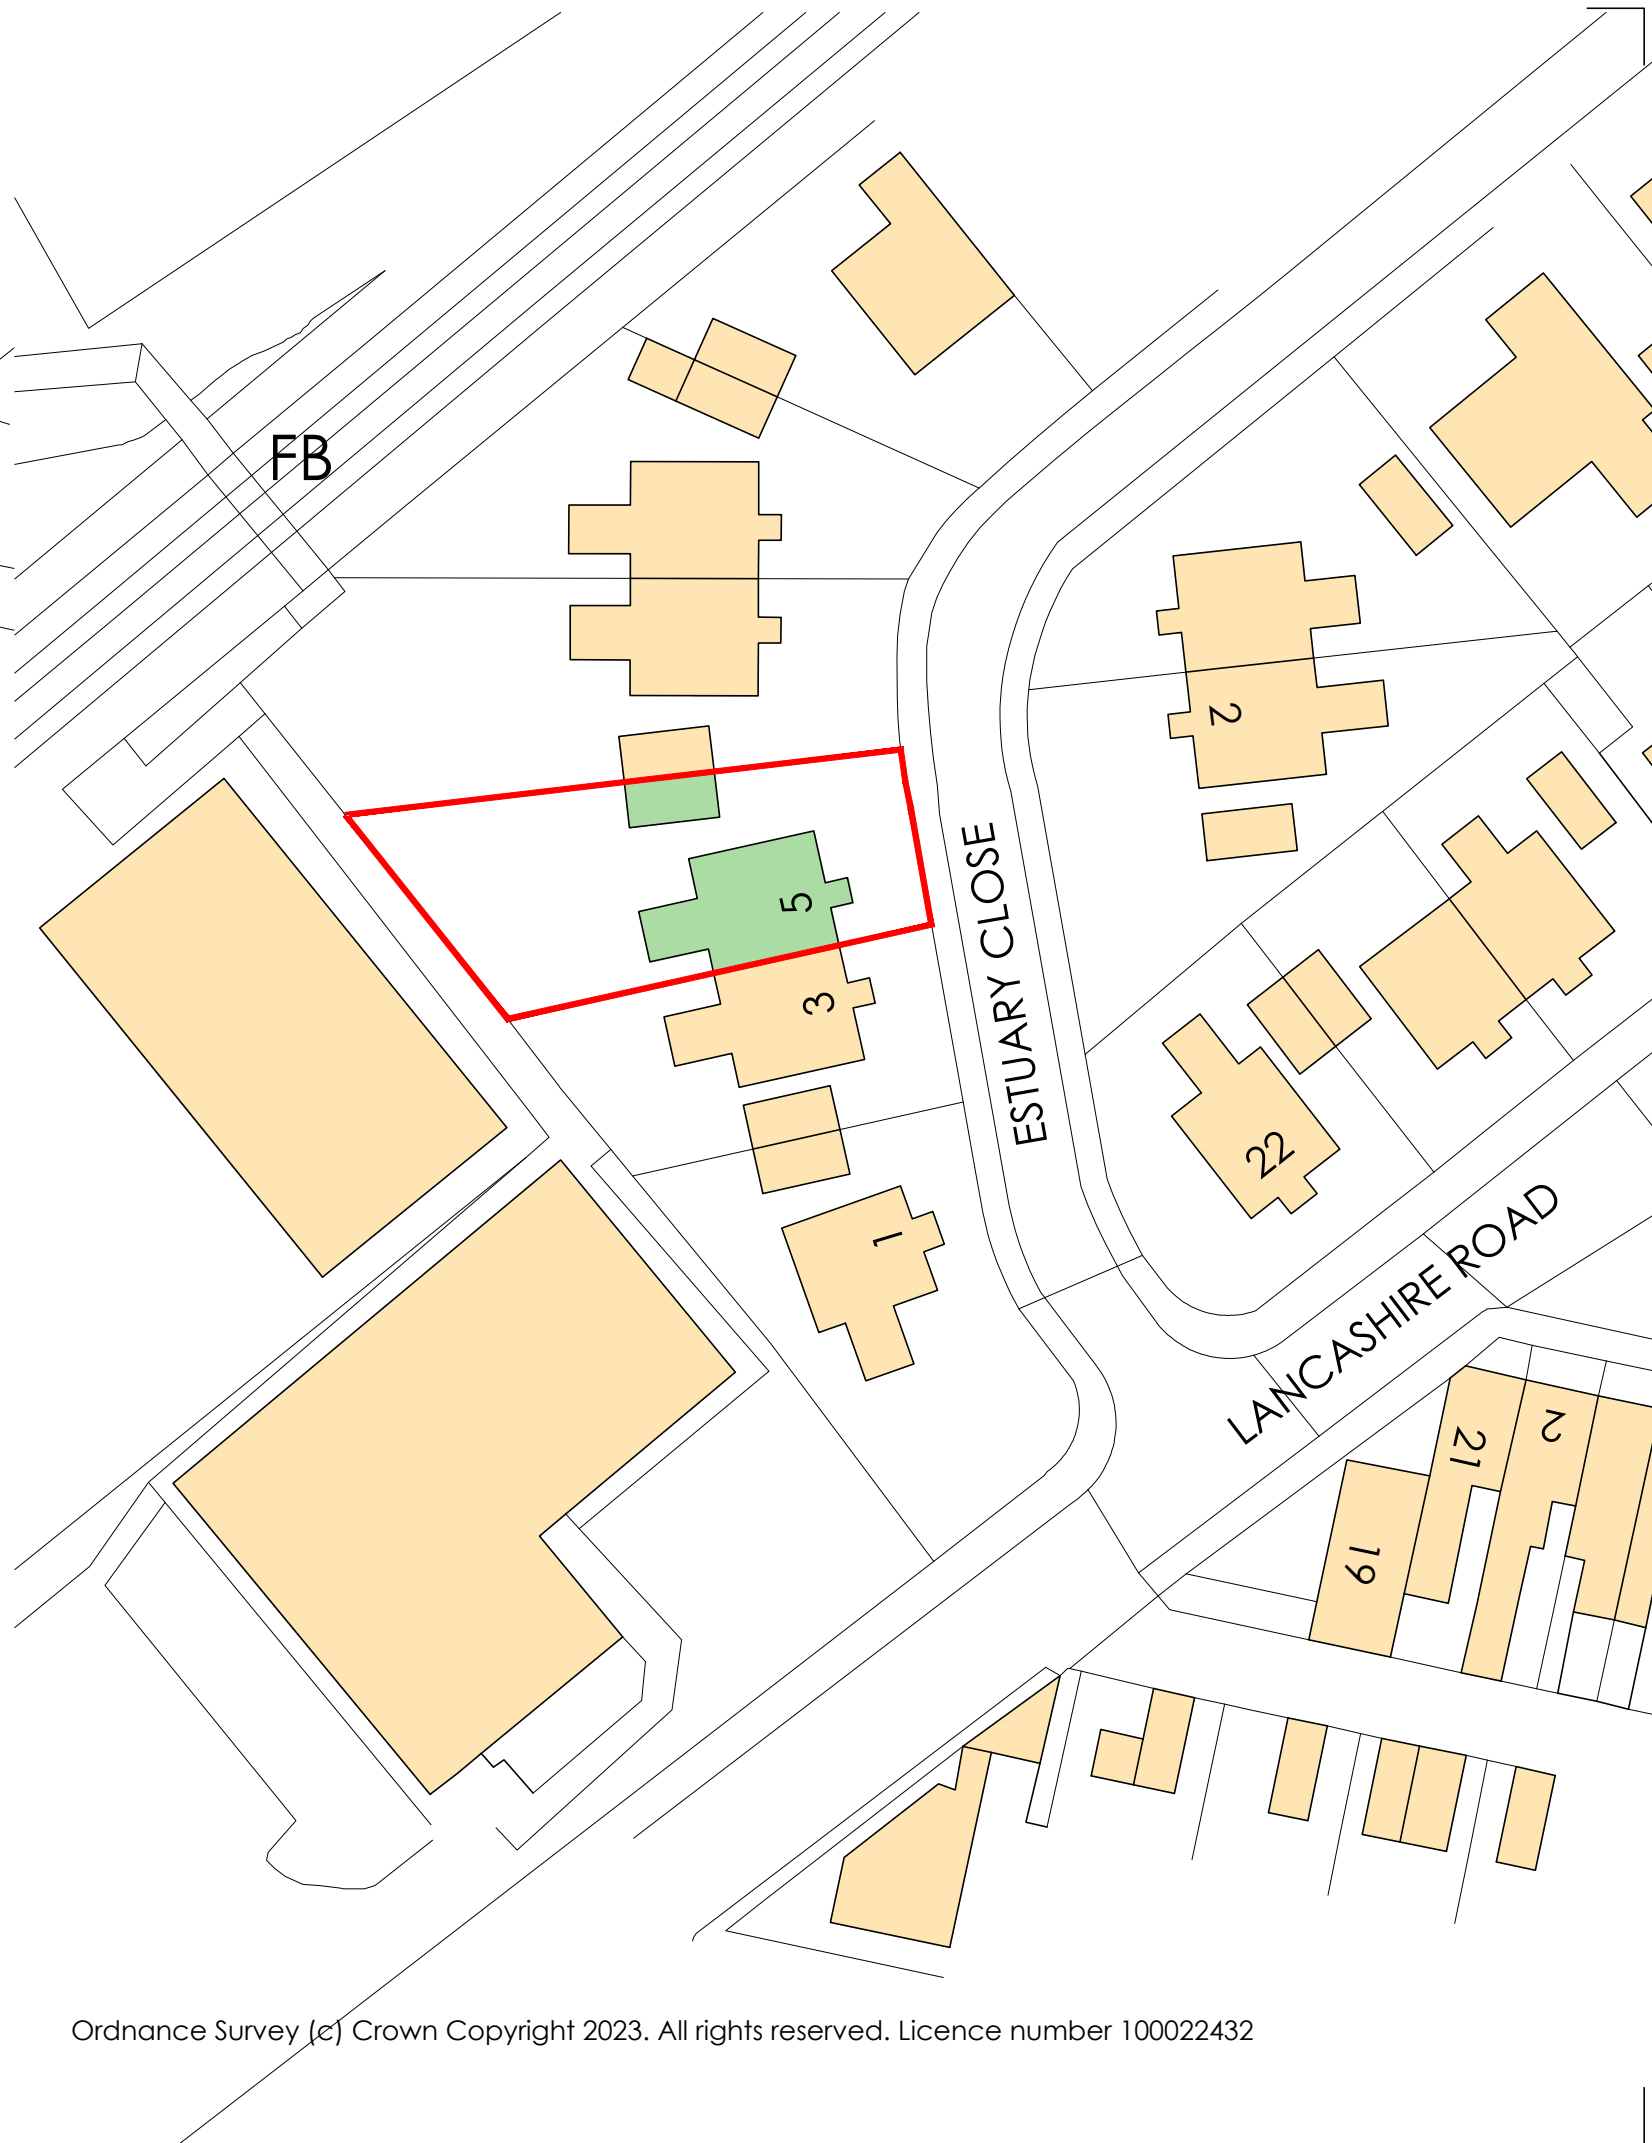 FB
2
5
ESTUARY CLOSE
3
22
1
LANCASHIRE ROAD
21
2
19
Ordnance Survey (c) Crown Copyright 2023. All rights reserved. Licence number 100022432